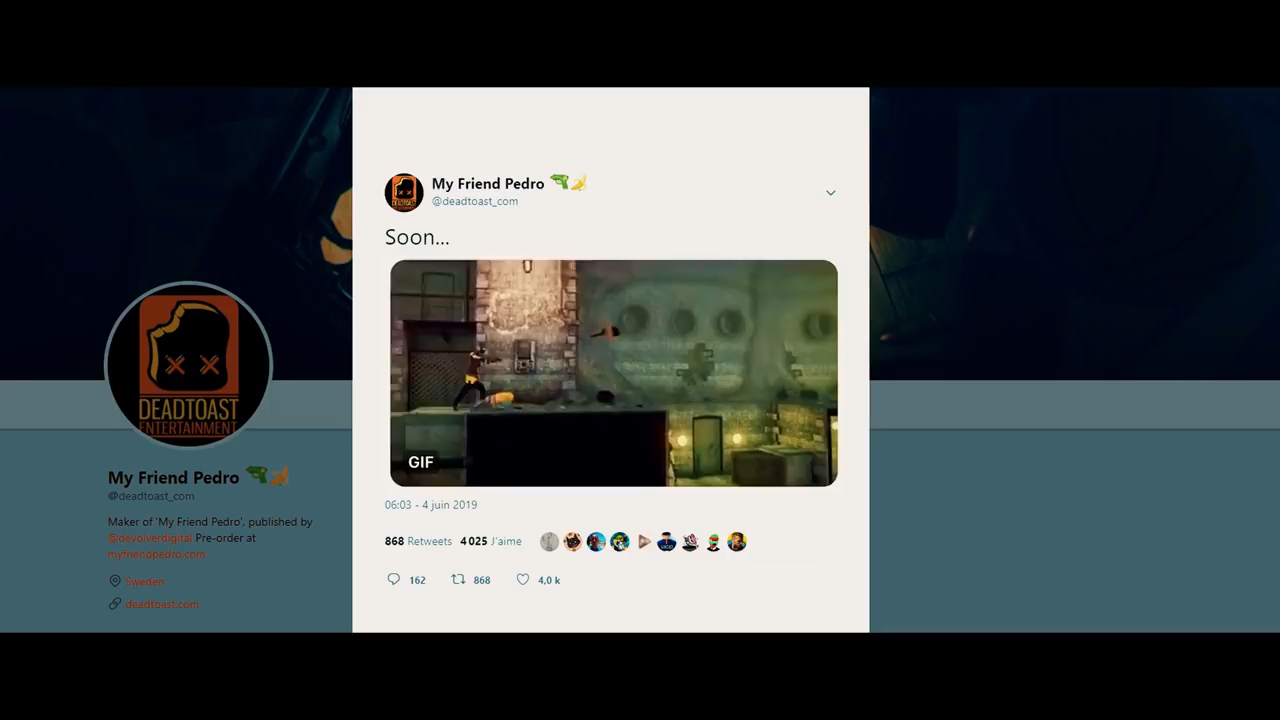 My Friend Pedro
@deadtoast_com
Soon...
GIF
06:03 - 4 juin 2019
868 Retweets 4 025 J'aime
162 868 4,0 k
DEADTOAST
ENTERTAINMENT
My Friend Pedro
@deadtoast_com
Maker of 'My Friend Pedro', published by
@devolverdigital Pre-order at
myfriendpedro.com
Sweden
deadtoast.com